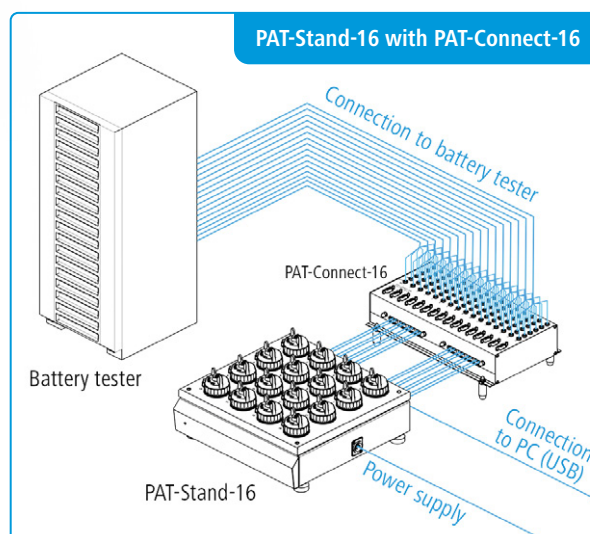 PAT-Stand-16 with PAT-Connect-16
Connection to battery tester
PAT-Connect-16
Battery tester
PAT-Stand-16
Connection
to PC (USB)
Power supply